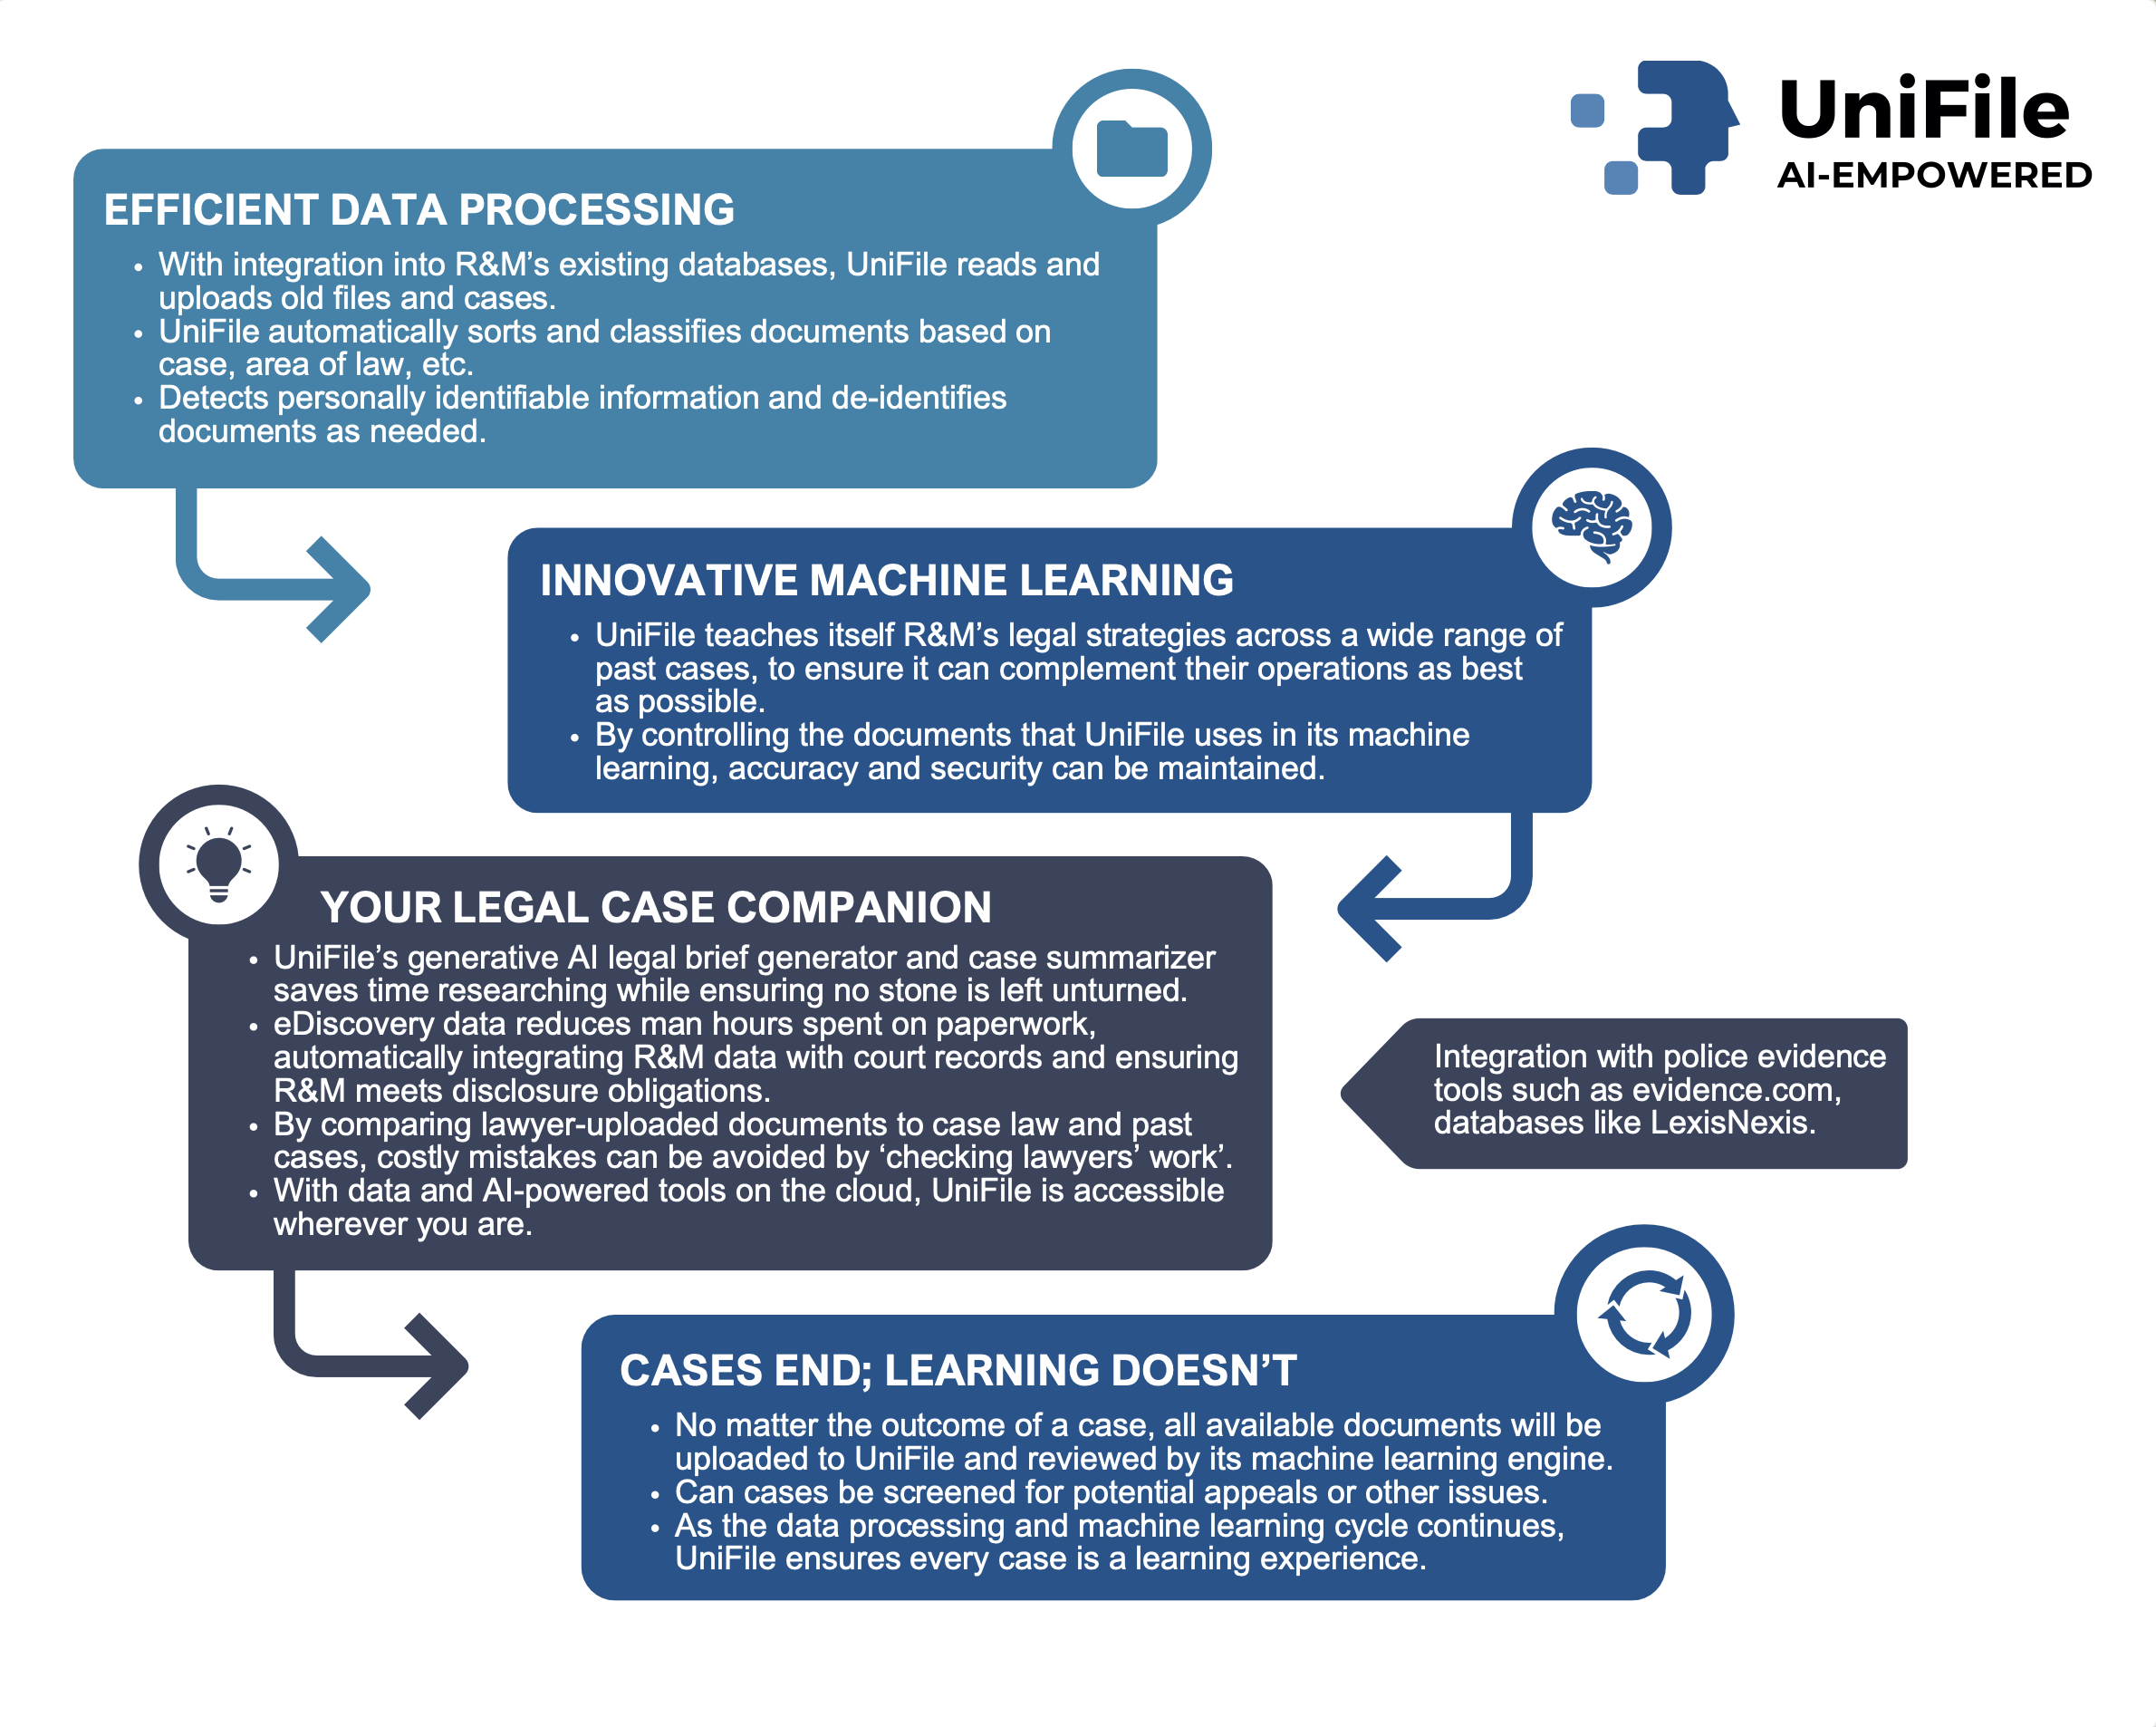 UniFile
AI-EMPOWERED
EFFICIENT DATA PROCESSING
• With integration into R&M's existing databases, UniFile reads and
uploads old files and cases.
• UniFile automatically sorts and classifies documents based on
case, area of law, etc.
• Detects personally identifiable information and de-identifies
documents as needed.
INNOVATIVE MACHINE LEARNING
• UniFile teaches itself R&M's legal strategies across a wide range of
past cases, to ensure it can complement their operations as best
as possible.
• By controlling the documents that UniFile uses in its machine
learning, accuracy and security can be maintained.
YOUR LEGAL CASE COMPANION
• UniFile's generative AI legal brief generator and case summarizer
saves time researching while ensuring no stone is left unturned.
• eDiscovery data reduces man hours spent on paperwork,
automatically integrating R&M data with court records and ensuring
R&M meets disclosure obligations.
• By comparing lawyer-uploaded documents to case law and past
cases, costly mistakes can be avoided by ‘checking lawyers’ work’.
• With data and AI-powered tools on the cloud, UniFile is accessible
wherever you are.
Integration with police evidence
tools such as evidence.com,
databases like LexisNexis.
CASES END; LEARNING DOESN'T
• No matter the outcome of a case, all available documents will be
uploaded to UniFile and reviewed by its machine learning engine.
• Can cases be screened for potential appeals or other issues.
• As the data processing and machine learning cycle continues,
UniFile ensures every case is a learning experience.